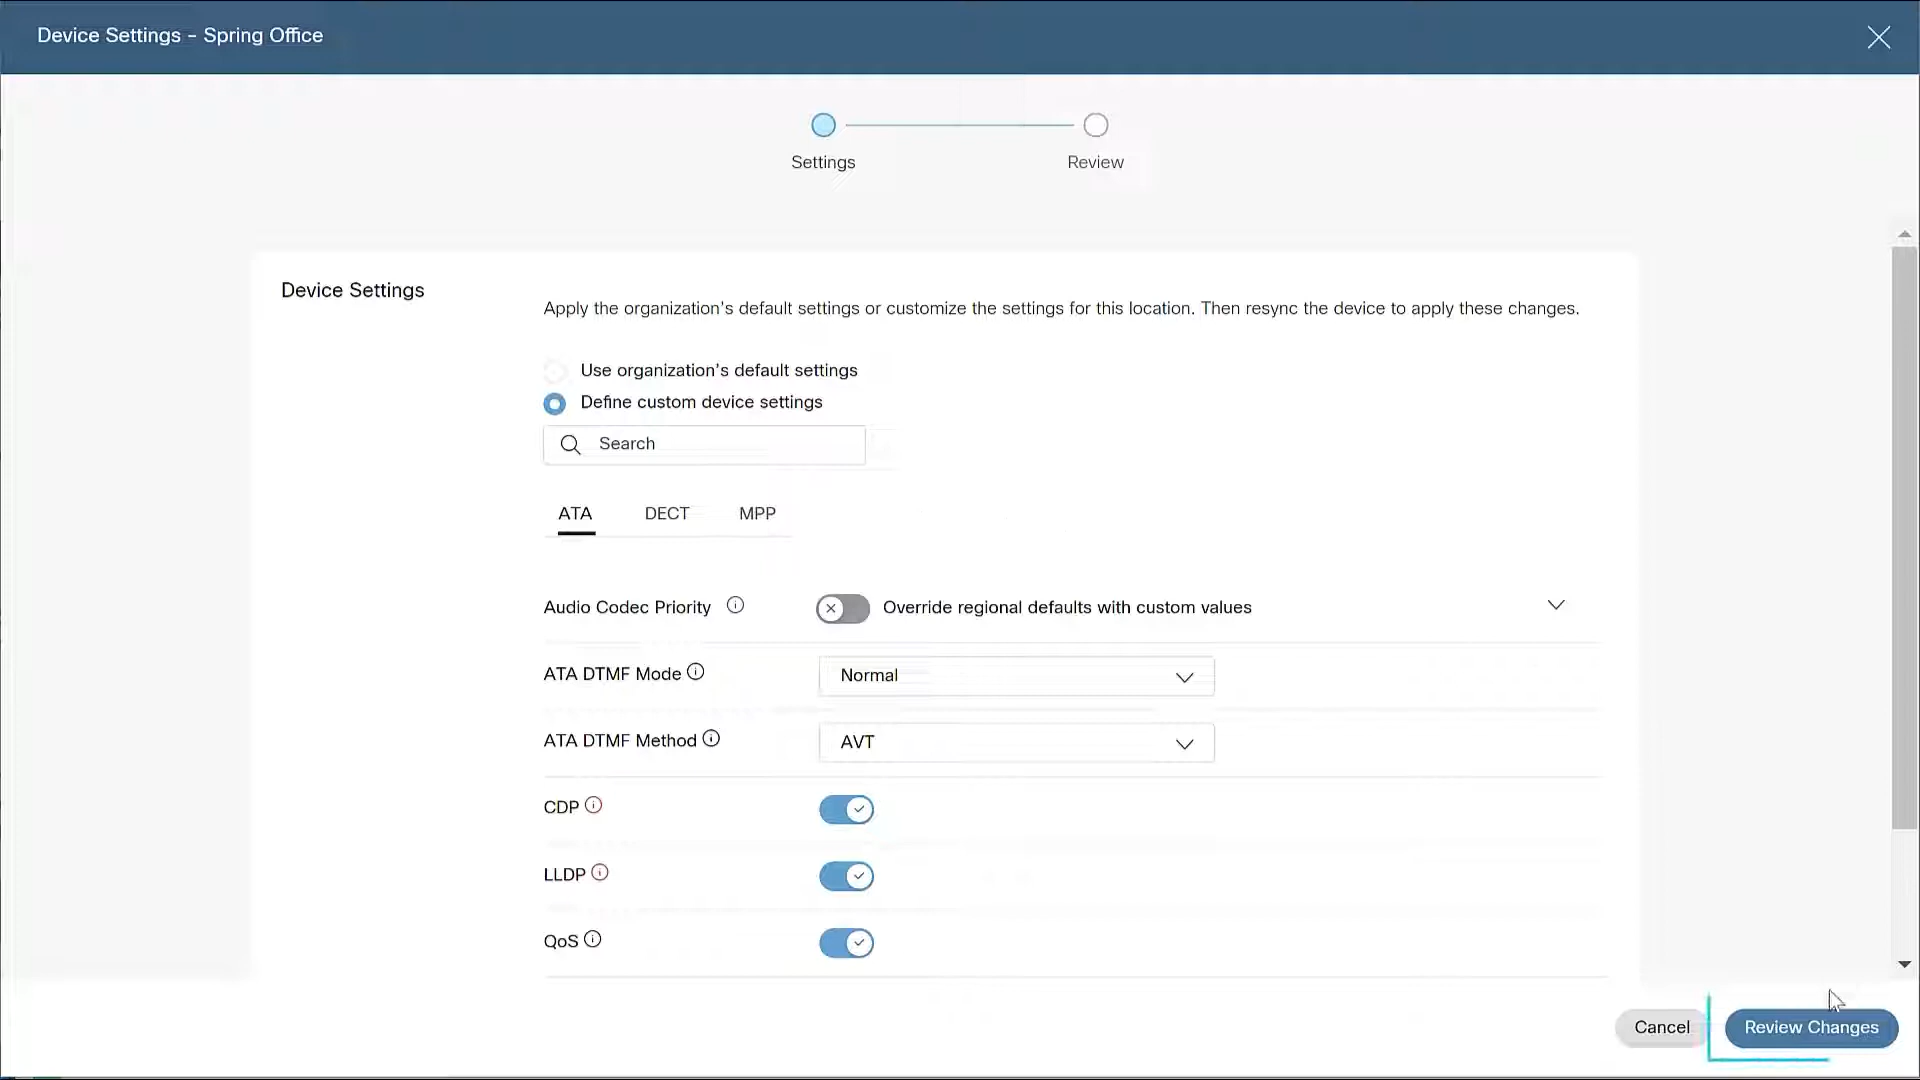 Device Settings - Spring Office
Settings
Review
Device Settings
Apply the organization's default settings or customize the settings for this location. Then resync the device to apply these changes.
Use organization's default settings
Define custom device settings
Search
ATA DECT MPP
Audio Codec Priority Override regional defaults with custom values
ATA DTMF Mode Normal
ATA DTMF Method AVT
CDP
LLDP
QoS
Cancel Review Changes